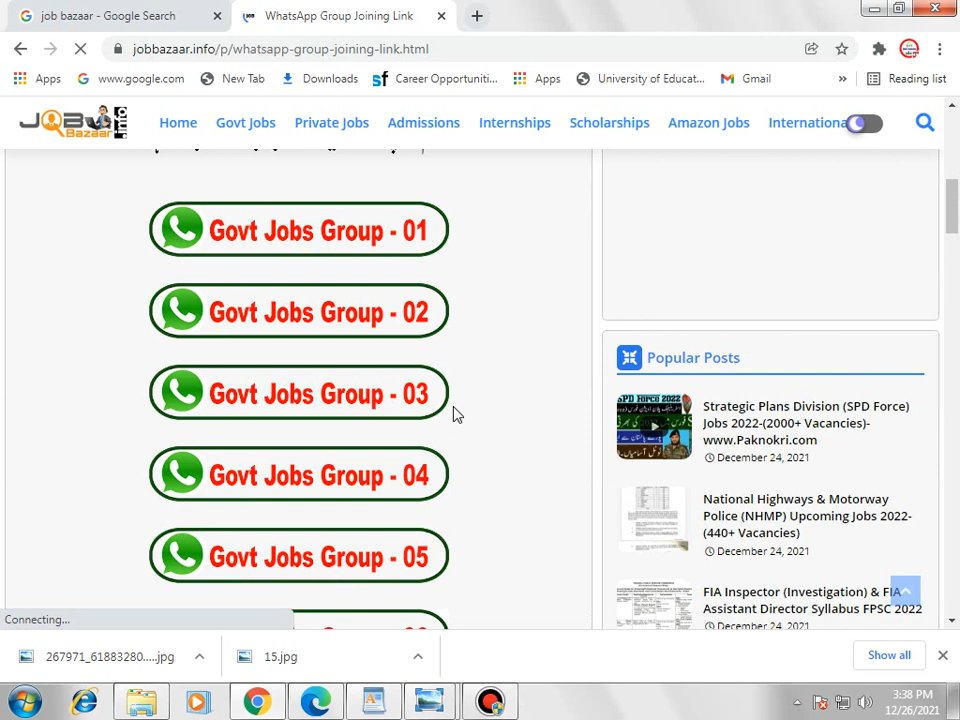 job bazaar - Google Search
WhatsApp Group Joining Link
jobbazaar.info/p/whatsapp-group-joining-link.html
Apps
www.google.com
New Tab
Downloads
Career Opportuniti...
Apps
University of Educat...
Gmail
»
Reading list
JOB Bazaar .info
Home
Govt Jobs
Private Jobs
Admissions
Internships
Scholarships
Amazon Jobs
Internationa
Govt Jobs Group - 01
Govt Jobs Group - 02
Govt Jobs Group - 03
Govt Jobs Group - 04
Govt Jobs Group - 05
Popular Posts
Strategic Plans Division (SPD Force)
Jobs 2022-(2000+ Vacancies)-
www.Paknokri.com
December 24, 2021
National Highways & Motorway
Police (NHMP) Upcoming Jobs 2022-
(440+ Vacancies)
December 24, 2021
FIA Inspector (Investigation) & FIA
Assistant Director Syllabus FPSC 2022
December 24, 2021
Connecting...
267971_61883280.....jpg
15.jpg
Show all
3:38 PM
12/26/2021